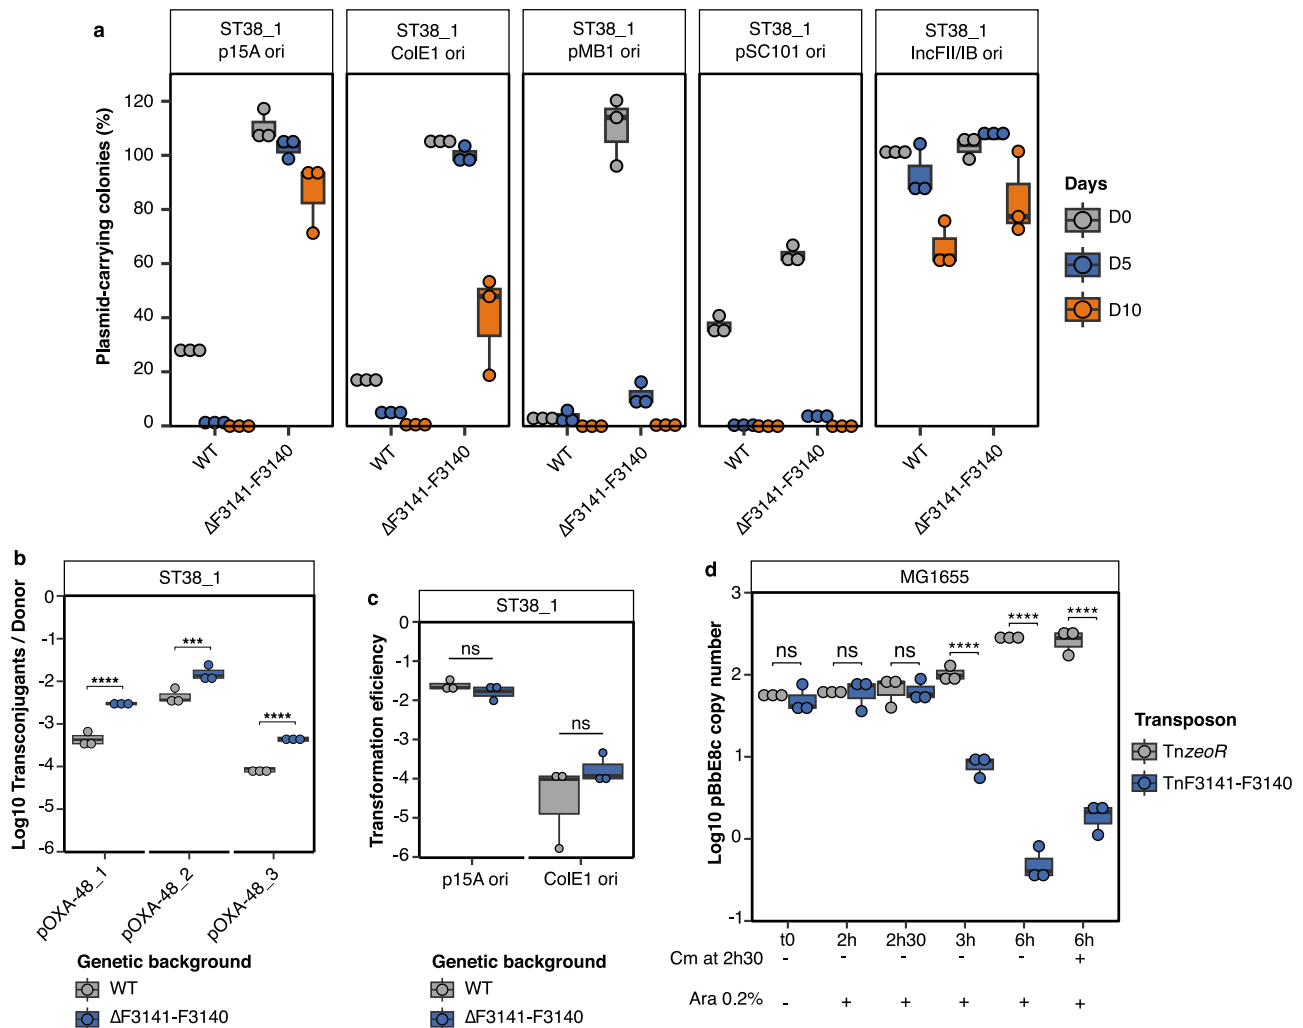 a
ST38_1
p15A ori
ST38_1
ColE1 ori
ST38_1
pMB1 ori
ST38_1
pSC101 ori
ST38_1
IncFII/IB ori
Plasmid-carrying colonies (%)
120
100
80
60
40
20
0
WT
ΔF3141-F3140
WT
ΔF3141-F3140
WT
ΔF3141-F3140
WT
ΔF3141-F3140
WT
ΔF3141-F3140
Days
D0
D5
D10
b
ST38_1
Log10 Transconjugants / Donor
0
-1
-2
-3
-4
-5
-6
****
***
****
pOXA-48_1
pOXA-48_2
pOXA-48_3
Genetic background
WT
ΔF3141-F3140
c
ST38_1
Transformation eficiency
0
-1
-2
-3
-4
-5
-6
ns
ns
p15A ori
ColE1 ori
Genetic background
WT
ΔF3141-F3140
d
MG1655
Log10 pBbE8c copy number
3
2
1
0
-1
ns
ns
ns
****
****
****
t0
2h
2h30
3h
6h
6h
Cm at 2h30
- - - - - +
Ara 0.2%
- + + + + +
Transposon
TnzeoR
TnF3141-F3140